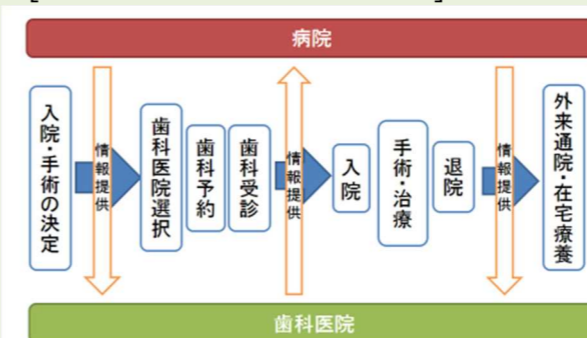 病院
入院・手術の決定
情報提供
歯科医院選択
歯科予約
歯科受診
情報提供
入院
手術・治療
退院
情報提供
外来通院・在宅療養
歯科医院